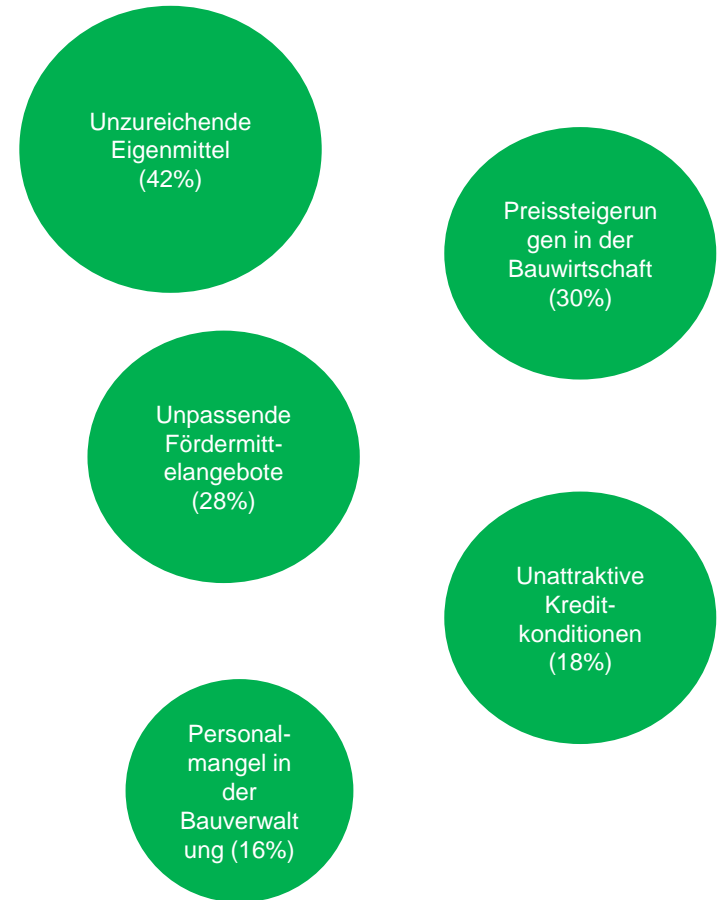 Unzureichende
Eigenmittel
(42%)
Preissteigerun
gen in der
Bauwirtschaft
(30%)
Unpassende
Fördermitt-
elangebote
(28%)
Unattraktive
Kredit-
konditionen
(18%)
Personal-
mangel in
der
Bauverwalt
ung (16%)